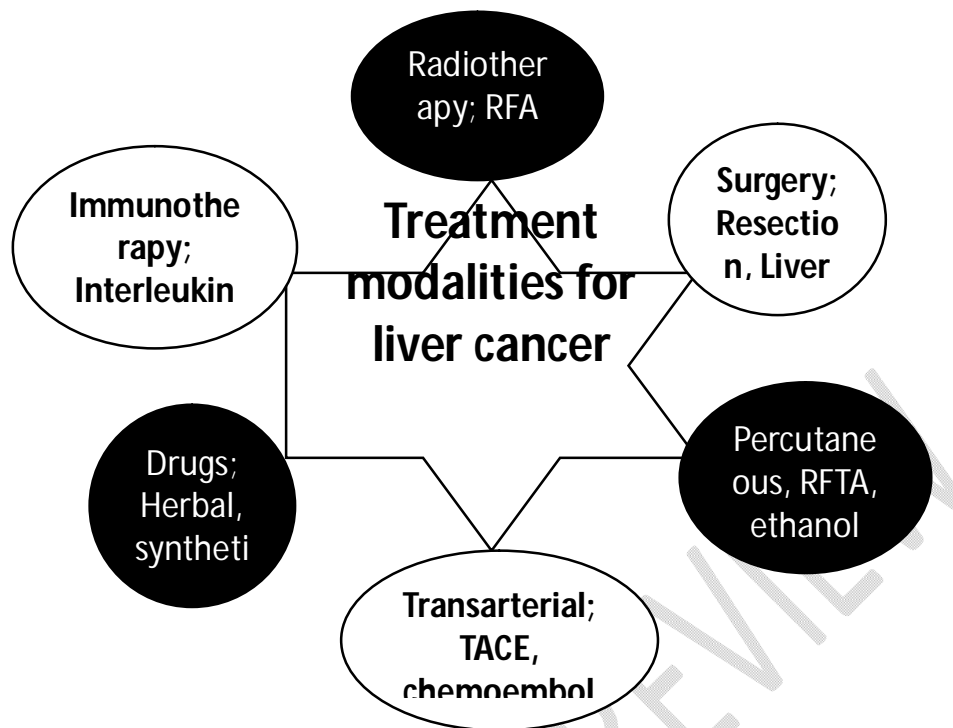 Radiother
apy; RFA
Immunothe
rapy;
Interleukin
Surgery;
Resectio
n, Liver
Treatment
modalities for
liver cancer
Drugs;
Herbal,
syntheti
Percutane
ous, RFTA,
ethanol
Transarterial;
TACE,
chemoembol
REVIEW